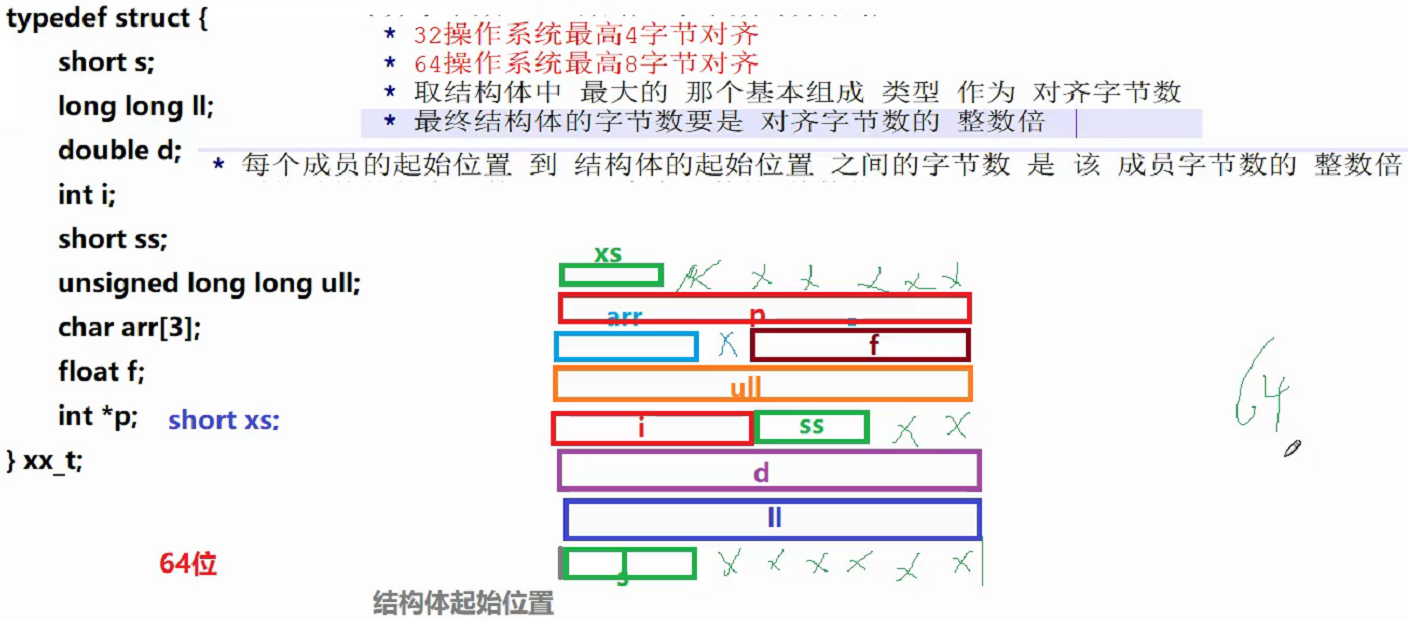 typedef struct {
short s;
long long ll;
double d;
int i;
short ss;
unsigned long long ull;
char arr[3];
float f;
int *p; short xs;
} xx_t;
* 32操作系统最高4字节对齐
* 64操作系统最高8字节对齐
* 取结构体中 最大的 那个基本组成 类型 作为 对齐字节数
* 最终结构体的字节数要是 对齐字节数的 整数倍
* 每个成员的起始位置 到 结构体的起始位置 之间的字节数 是 该 成员字节数的 整数倍
xs
x x x x x x
p
arr x f
ull
i ss x x
d
ll
s x x x x x x
64
64位
结构体起始位置